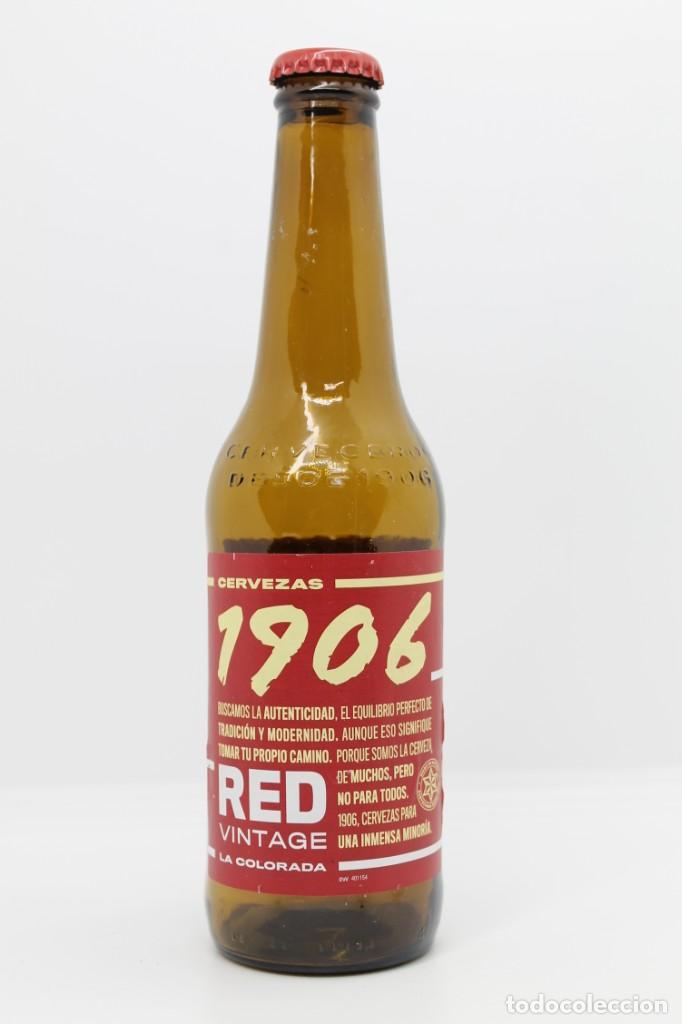 CERVECERO
DESDE 1906
CERVEZAS
1906
BUSCAMOS LA AUTENTICIDAD, EL EQUILIBRIO PERFECTO DE
TRADICIÓN Y MODERNIDAD. AUNQUE ESO SIGNIFIQUE
TOMAR TU PROPIO CAMINO. PORQUE SOMOS LA CERVEZA
DE MUCHOS, PERO
NO PARA TODOS.
1906, CERVEZAS PARA
UNA INMENSA MINORÍA.
RED
VINTAGE
LA COLORADA
401154
todocoleccion